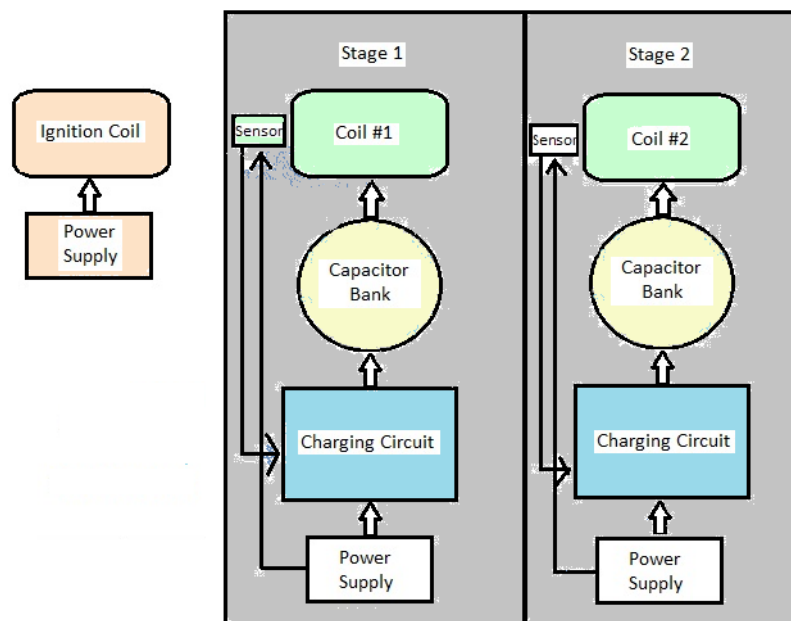 Stage 1
Stage 2
Ignition Coil
Sensor
Coil #1
Sensor
Coil #2
Power
Supply
Capacitor
Bank
Capacitor
Bank
Charging Circuit
Charging Circuit
Power
Supply
Power
Supply